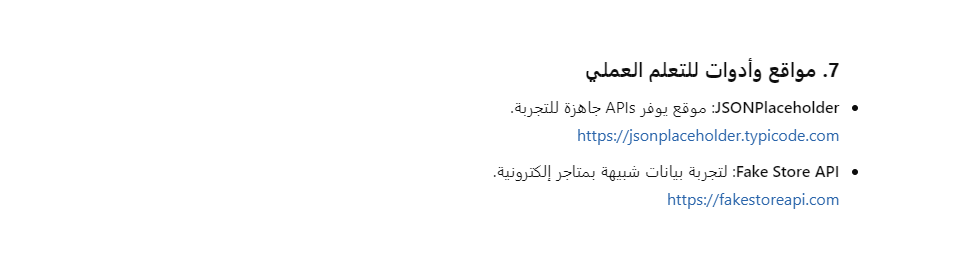 7. مواقع وأدوات للتعلم العملي
• JSONPlaceholder: موقع يوفر APIs جاهزة للتجربة.
https://jsonplaceholder.typicode.com
• Fake Store API: لتجربة بيانات شبيهة بمتاجر إلكترونية.
https://fakestoreapi.com